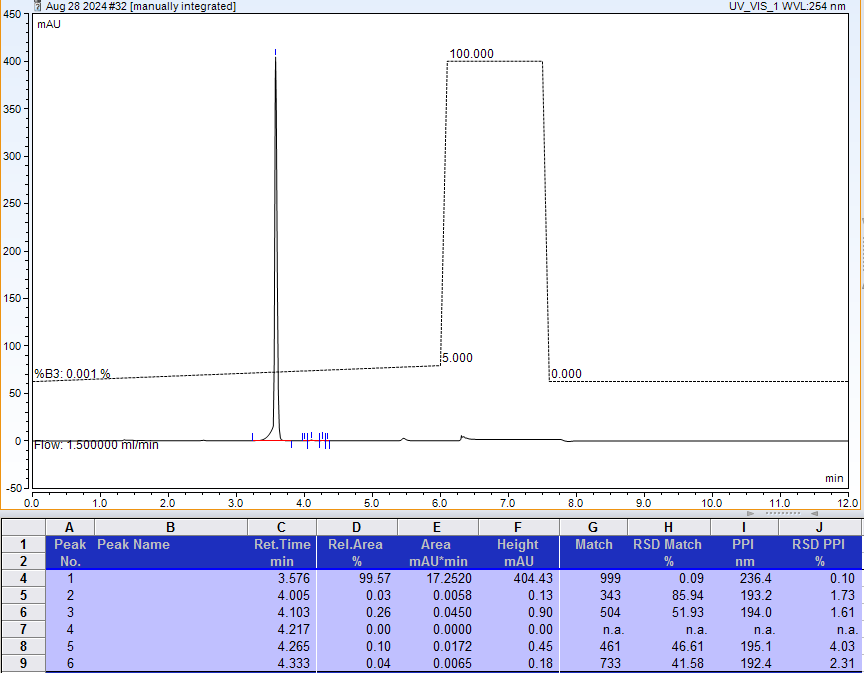 Aug 28 2024 #32 [manually integrated] UV_VIS_1 WVL:254 nm
450
mAU
400
350
300
250
200
150
100
50
0
-50
100.000
5.000
%B3: 0.001 %
0.000
Flow: 1.500000 ml/min
min
0.0 1.0 2.0 3.0 4.0 5.0 6.0 7.0 8.0 9.0 10.0 11.0 12.0
A B C D E F G H I J
1 Peak Peak Name Ret.Time Rel.Area Area Height Match RSD Match PPI RSD PPI
2 No. min % mAU*min mAU % nm %
4 1 3.576 99.57 17.2520 404.43 999 0.09 236.4 0.10
5 2 4.005 0.03 0.0058 0.13 343 85.94 193.2 1.73
6 3 4.103 0.26 0.0450 0.90 504 51.93 194.0 1.61
7 4 4.217 0.00 0.0000 0.00 n.a. n.a. n.a. n.a.
8 5 4.265 0.10 0.0172 0.45 461 46.61 195.1 4.03
9 6 4.333 0.04 0.0065 0.18 733 41.58 192.4 2.31